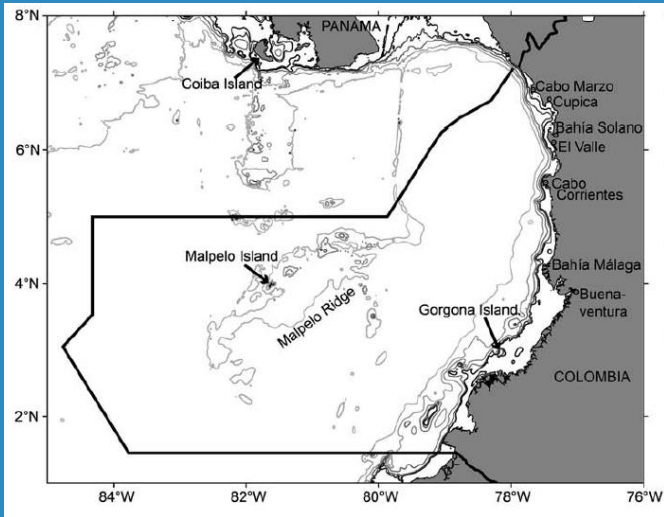 8°N
PANAMA
Coiba Island
Cabo Marzo
Cupica
Bahía Solano
6°N
El Valle
Cabo
Corrientes
Malpelo Island
Bahía Málaga
4°N
Buena-
ventura
Gorgona Island
Malpelo Ridge
COLOMBIA
2°N
84°W
82°W
80°W
78°W
76°W